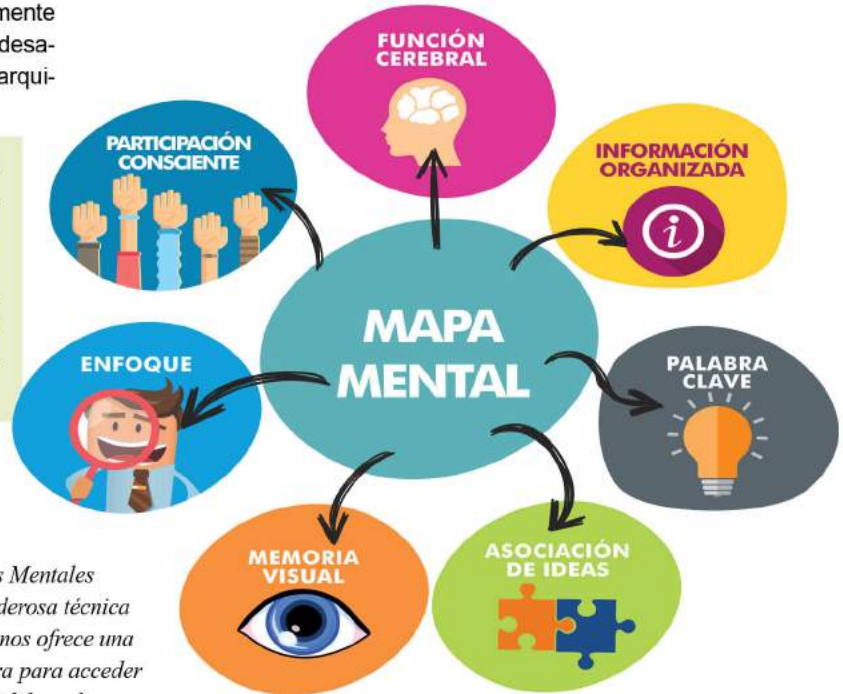 mente
desa-
arqui-
FUNCIÓN
CEREBRAL
PARTICIPACIÓN
CONSCIENTE
INFORMACIÓN
ORGANIZADA
i
MAPA
MENTAL
ENFOQUE
PALABRA
CLAVE
MEMORIA
VISUAL
ASOCIACIÓN
DE IDEAS
s Mentales
derosa técnica
nos ofrece una
ra para acceder